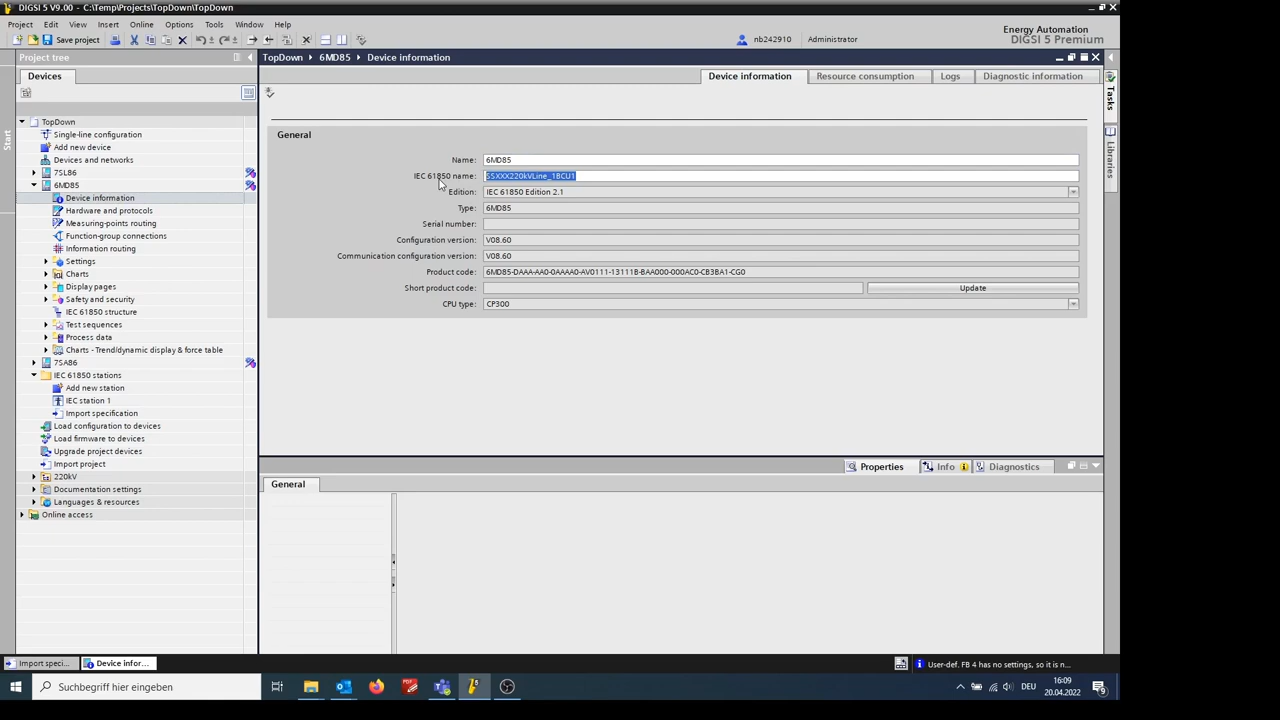 DIGSI 5 V9.00 - C:\Temp\Projects\TopDown\TopDown
Project Edit View Insert Online Options Tools Window Help
Save project
nb242910 Administrator
Energy Automation
DIGSI 5 Premium
Project tree
TopDown 6MD85 Device information
Devices
Device information Resource consumption Logs Diagnostic information
Start
Tasks
Libraries
TopDown
Single-line configuration
Add new device
Devices and networks
7SL86
6MD85
Device information
Hardware and protocols
Measuring-points routing
Function-group connections
Information routing
Settings
Charts
Display pages
Safety and security
IEC 61850 structure
Test sequences
Process data
Charts - Trend/dynamic display & force table
7SA86
IEC 61850 stations
Add new station
IEC station 1
Import specification
Load configuration to devices
Load firmware to devices
Upgrade project devices
Import project
220kV
Documentation settings
Languages & resources
Online access
General
Name: 6MD85
IEC 61850 name: SSXXX220kVLine_1BCU1
Edition: IEC 61850 Edition 2.1
Type: 6MD85
Serial number:
Configuration version: V08.60
Communication configuration version: V08.60
Product code: 6MD85-DAAA-AA0-0AAAA0-AV0111-13111B-BAA000-000AC0-CB3BA1-CG0
Short product code: Update
CPU type: CP300
Properties Info Diagnostics
General
Import speci... Device infor...
User-def. FB 4 has no settings, so it is n...
Suchbegriff hier eingeben
DEU
16:09
20.04.2022
9